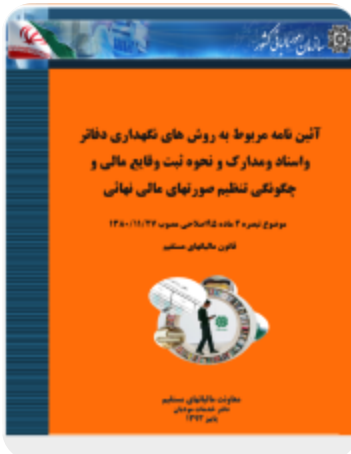 سازمان امور مالیاتی کشور
آئین نامه مربوط به روش های نگهداری دفاتر
واسناد ومدارک و نحوه ثبت وقایع مالی و
چگونگی تنظیم صورتهای مالی نهائی
موضوع تبصره ۲ ماده ۹۵ اصلاحی مصوب ۱۳۸۰/۱۱/۲۷
قانون مالیاتهای مستقیم
معاونت مالیاتهای مستقیم
دفتر خدمات مودیان
پاییز ۱۳۹۲